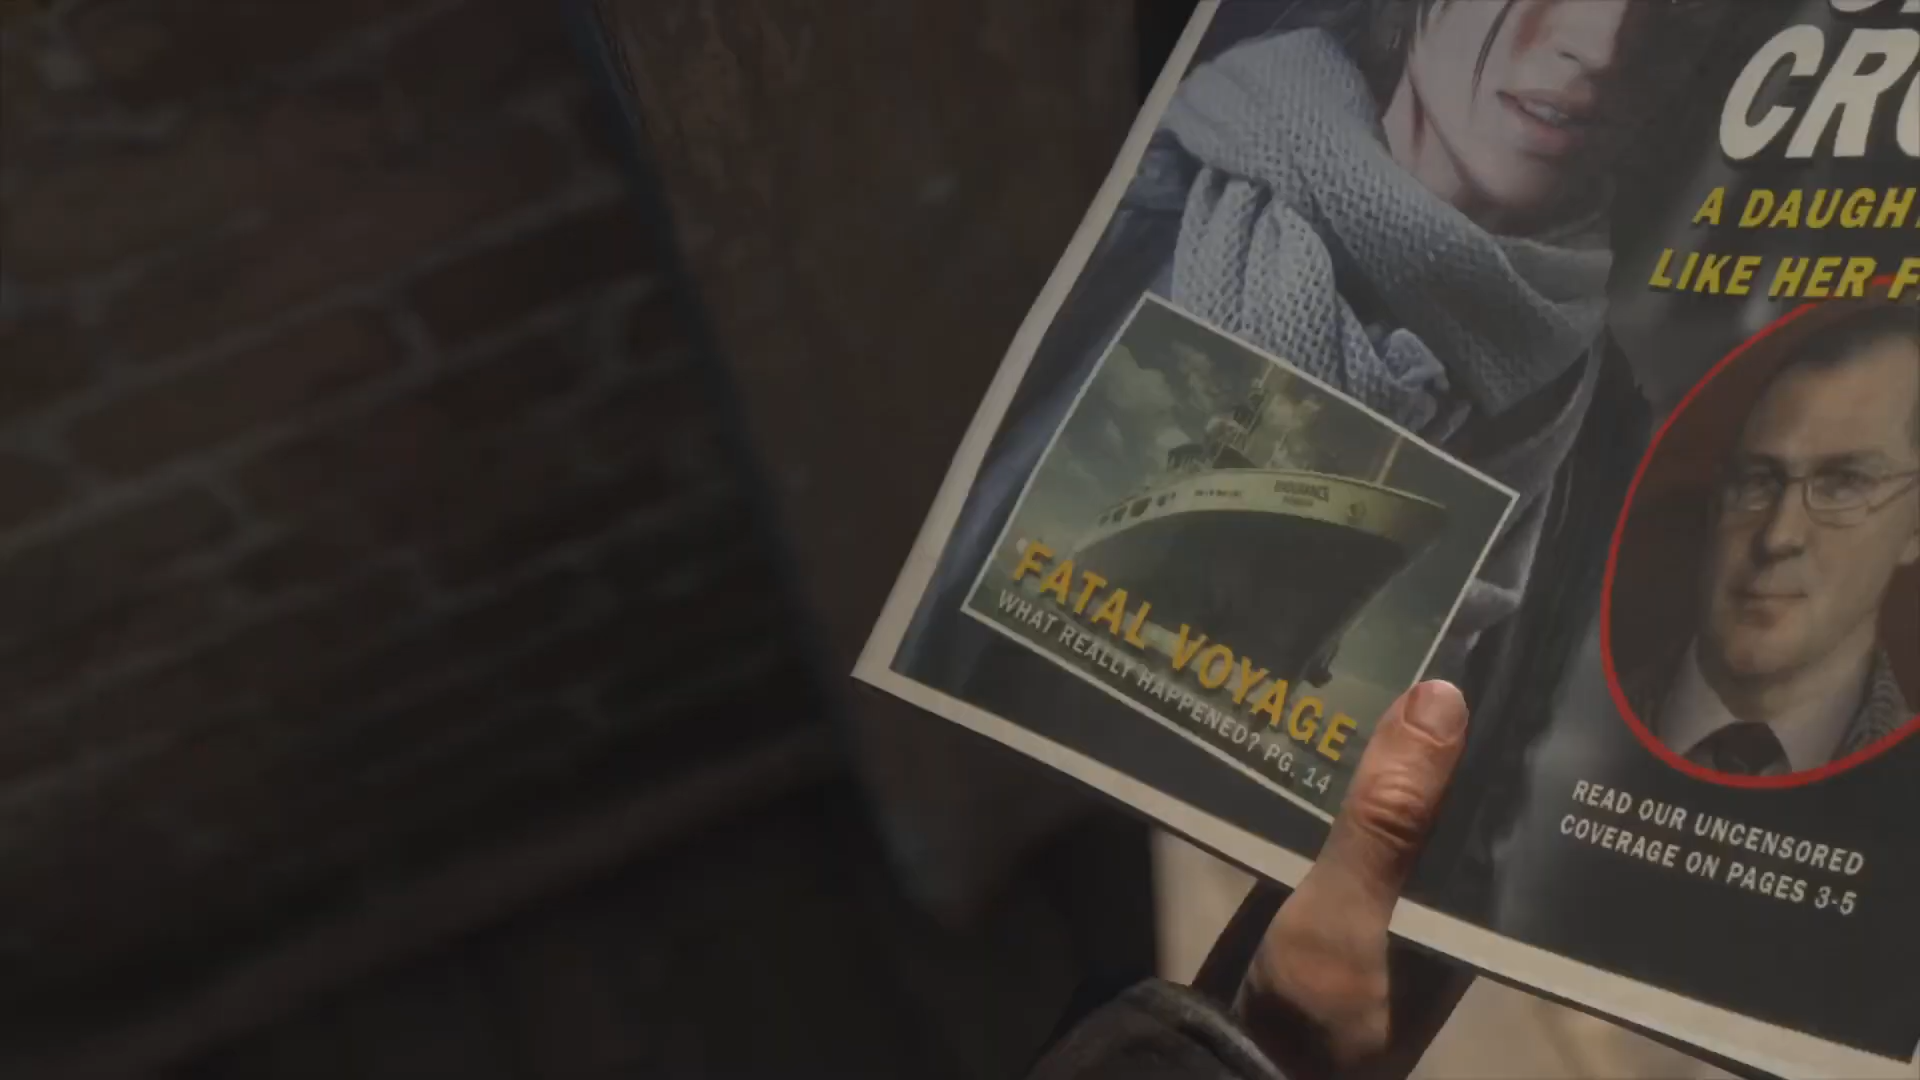 CR
A DAUGH
LIKE HER F
ENDURANCE
FATAL VOYAGE
WHAT REALLY HAPPENED? PG. 14
READ OUR UNCENSORED
COVERAGE ON PAGES 3-5